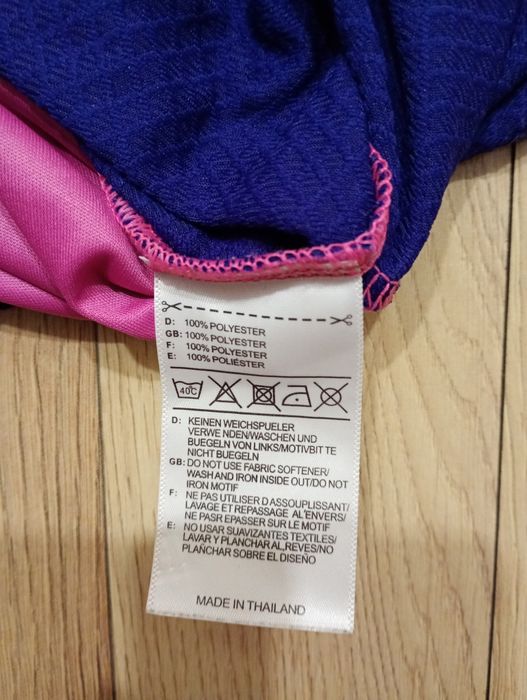 D: 100% POLYESTER
GB: 100% POLYESTER
F: 100% POLYESTER
E: 100% POLIÉSTER
40C
D: KEINEN WEICHSPUELER
VERWE NDEN/WASCHEN UND
BUEGELN VON LINKS/MOTIVBIT TE
NICHT BUEGELN
GB: DO NOT USE FABRIC SOFTENER/
WASH AND IRON INSIDE OUT/DO NOT
IRON MOTIF
F: NE PAS UTILISER D ASSOUPLISSANT/
LAVAGE ET REPASSAGE AL'ENVERS/
NE PASR EPASSER SUR LE MOTIF
E: NO USAR SUAVIZANTES TEXTILES/
LAVAR Y PLANCHAR AL,REVES/NO
PLAŃCHAR SOBRE EL DISEÑO
MADE IN THAILAND